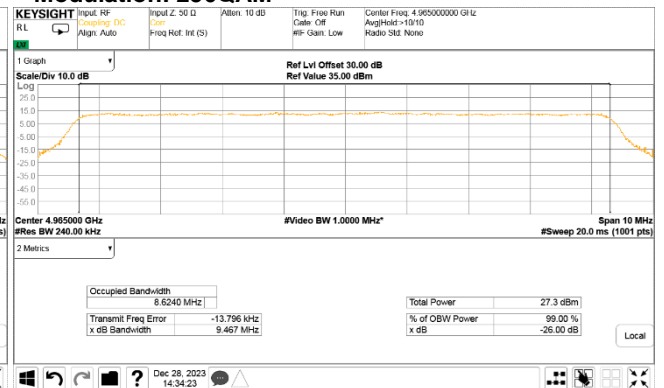 Modulation: 256QAM
KEYSIGHT Input: RF Input Z: 50 Ω Atten: 10 dB Trig: Free Run Center Freq: 4.965000000 GHz
RL Coupling: DC Corr Gate: Off Avg|Hold:>10/10
Align: Auto Freq Ref: Int (S) #IF Gain: Low Radio Std: None
1 Graph Ref Lvl Offset 30.00 dB
Scale/Div 10.0 dB Ref Value 35.00 dBm
Log
25.0
15.0
5.00
-5.00
-15.0
-25.0
-35.0
-45.0
-55.0
Center 4.965000 GHz #Video BW 1.0000 MHz* Span 10 MHz
#Res BW 240.00 kHz #Sweep 20.0 ms (1001 pts)
2 Metrics
Occupied Bandwidth
8.6240 MHz Total Power 27.3 dBm
Transmit Freq Error -13.796 kHz % of OBW Power 99.00 %
x dB Bandwidth 9.467 MHz x dB -26.00 dB
Local
Dec 28, 2023
14:34:23